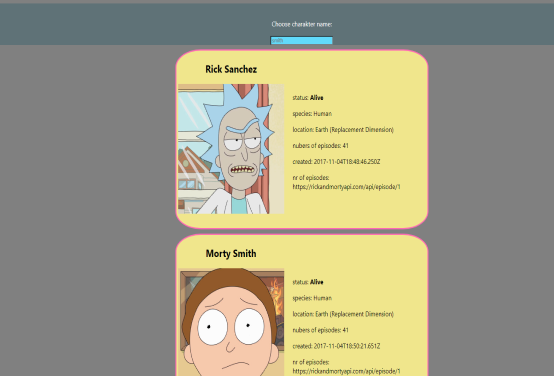 Choose charakter name:
Rick Sanchez
status: Alive
species: Human
location: Earth (Replacement Dimension)
nubers of episodes: 41
created: 2017-11-04T18:48:46.250Z
nr of episodes:
https://rickandmortyapi.com/api/episode/1
Morty Smith
status: Alive
species: Human
location: Earth (Replacement Dimension)
nubers of episodes: 41
created: 2017-11-04T18:50:21.651Z
nr of episodes:
https://rickandmortyapi.com/api/episode/1